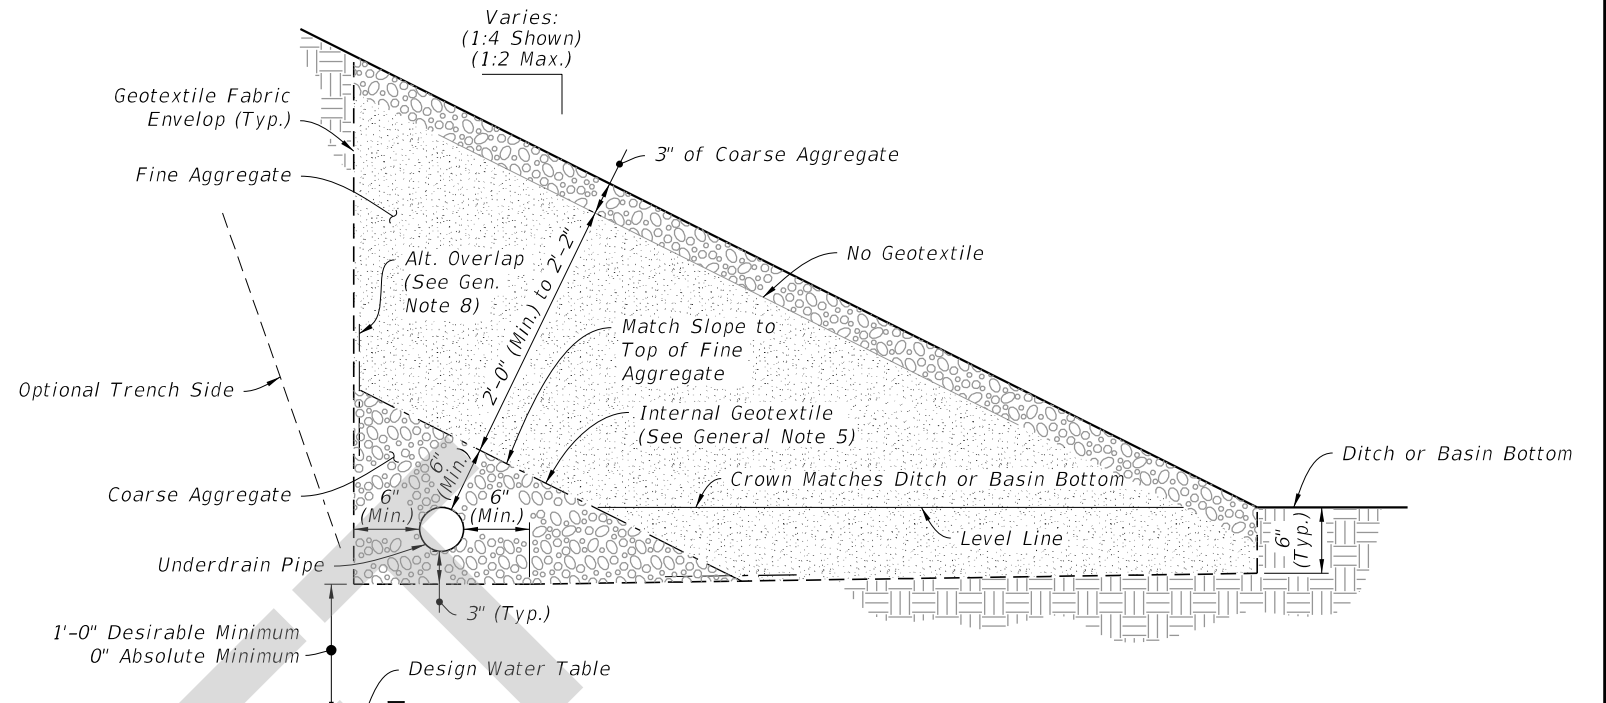 Varies:
(1:4 Shown)
(1:2 Max.)
Geotextile Fabric
Envelop (Typ.)
3" of Coarse Aggregate
Fine Aggregate
No Geotextile
Alt. Overlap
(See Gen.
Note 8)
2'-0" (Min.) to 2'-2"
Match Slope to
Top of Fine
Aggregate
Optional Trench Side
Internal Geotextile
(See General Note 5)
Ditch or Basin Bottom
Crown Matches Ditch or Basin Bottom
Coarse Aggregate
6"
(Min.)
6"
(Min.)
6"
(Min.)
Level Line
6"
(Typ.)
Underdrain Pipe
3" (Typ.)
1'-0" Desirable Minimum
0" Absolute Minimum
Design Water Table